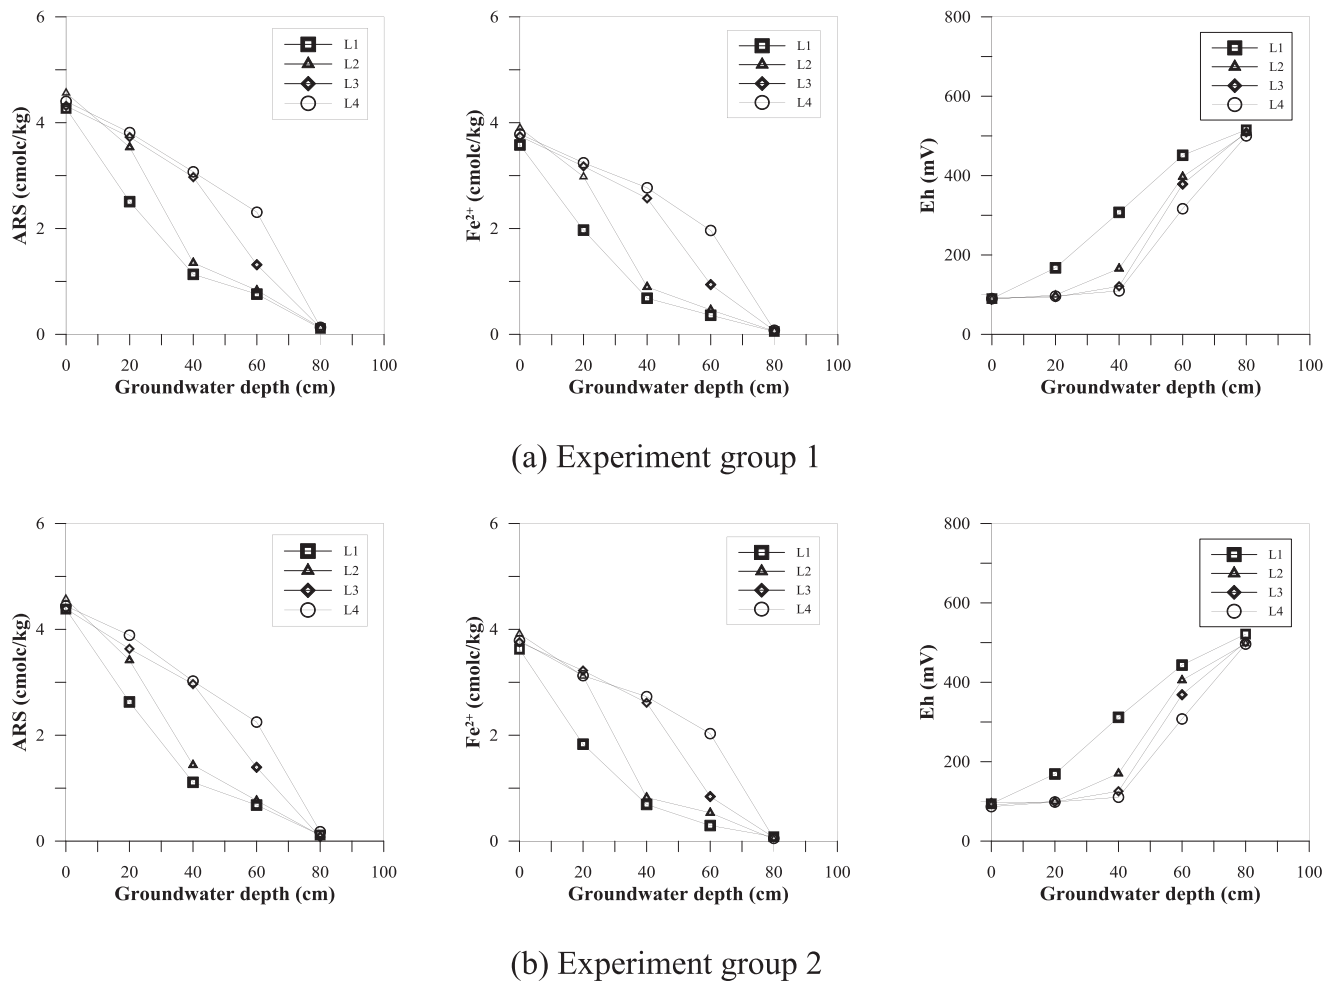 6
4
2
0
ARS (cmolc/kg)
L1
L2
L3
L4
0 20 40 60 80 100
Groundwater depth (cm)
6
4
2
0
Fe²⁺ (cmolc/kg)
L1
L2
L3
L4
0 20 40 60 80 100
Groundwater depth (cm)
800
600
400
200
0
Eh (mV)
L1
L2
L3
L4
0 20 40 60 80 100
Groundwater depth (cm)
(a) Experiment group 1
6
4
2
0
ARS (cmolc/kg)
L1
L2
L3
L4
0 20 40 60 80 100
Groundwater depth (cm)
6
4
2
0
Fe²⁺ (cmolc/kg)
L1
L2
L3
L4
0 20 40 60 80 100
Groundwater depth (cm)
800
600
400
200
0
Eh (mV)
L1
L2
L3
L4
0 20 40 60 80 100
Groundwater depth (cm)
(b) Experiment group 2